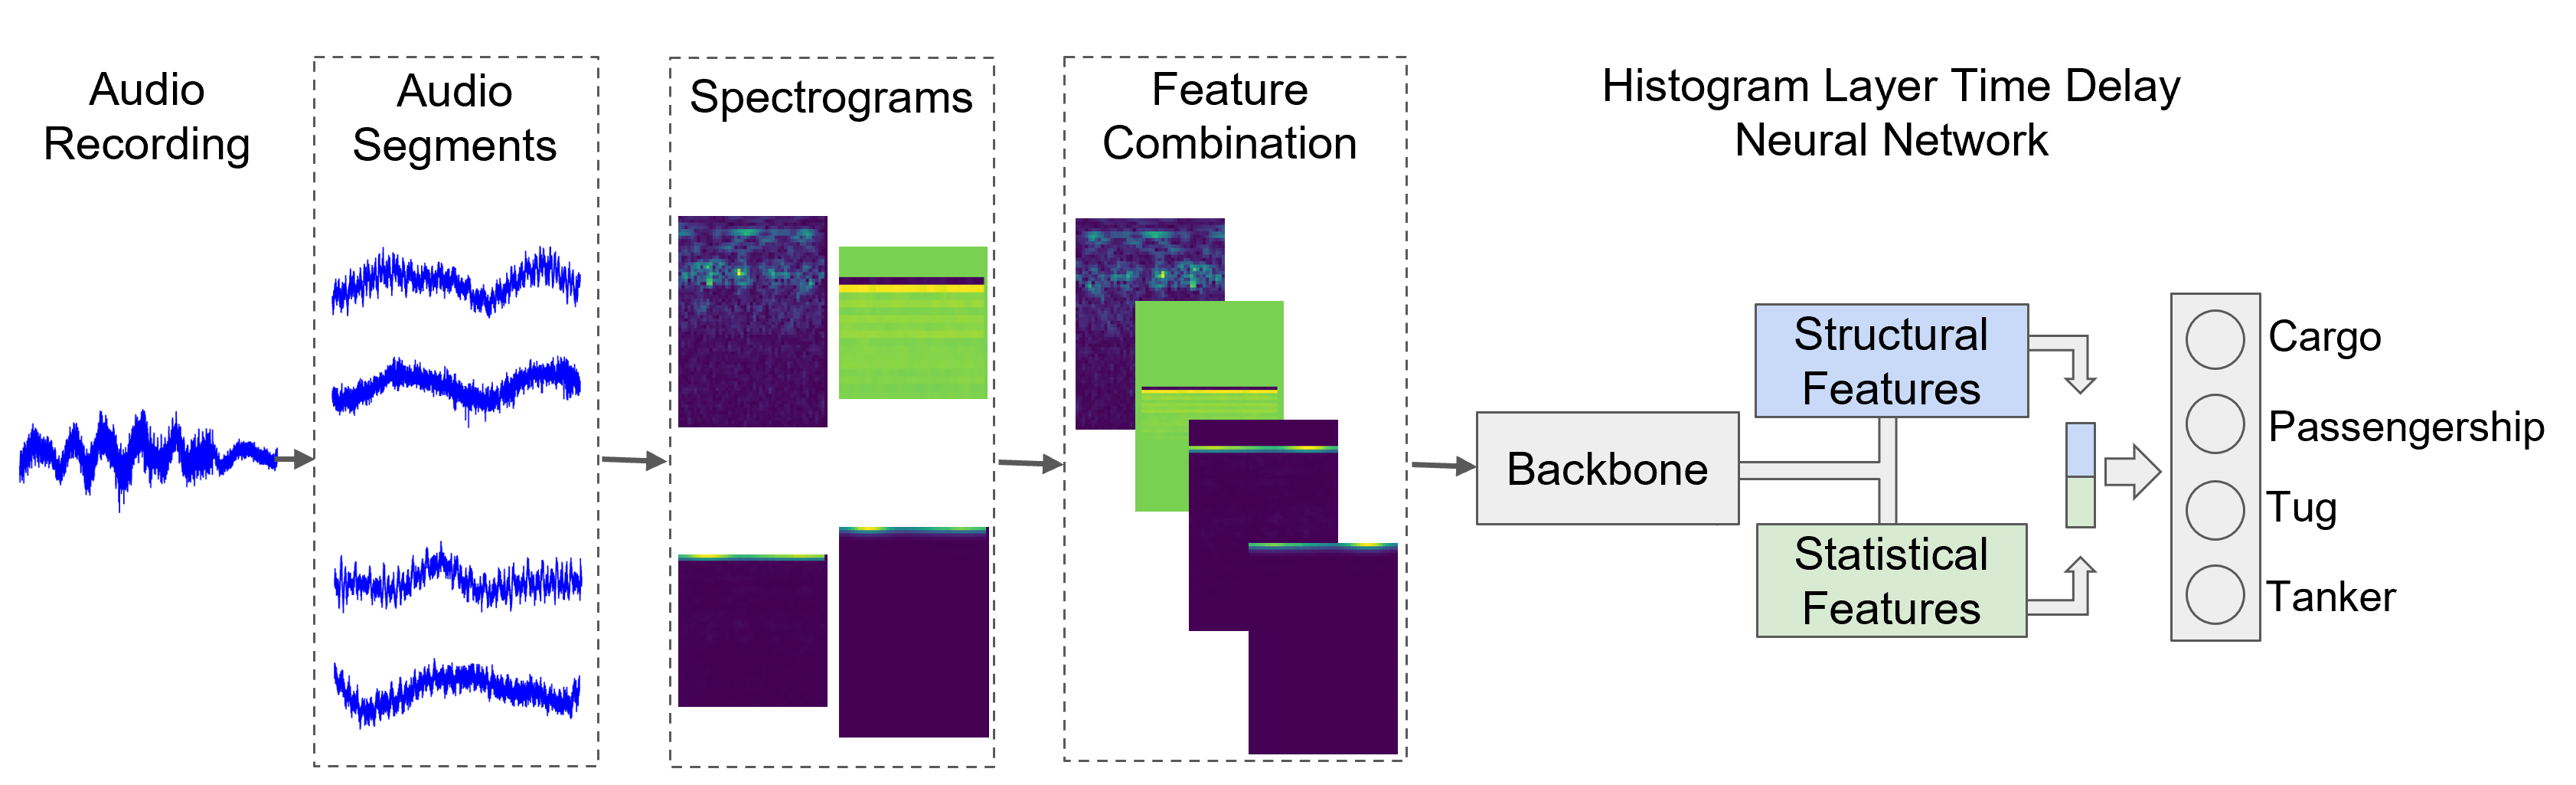 Audio
Recording
Audio
Segments
Spectrograms
Feature
Combination
Histogram Layer Time Delay
Neural Network
Backbone
Structural
Features
Statistical
Features
Cargo
Passengership
Tug
Tanker